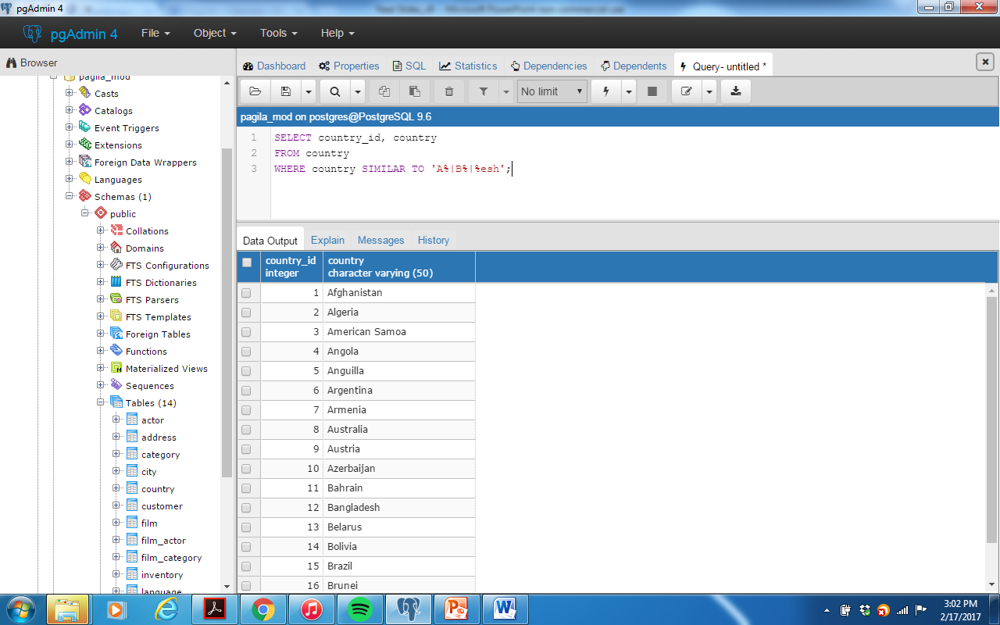 pgAdmin 4
pgAdmin 4 File Object Tools Help
Browser
Dashboard Properties SQL Statistics Dependencies Dependents Query- untitled *
No limit
pagila_mod on postgres@PostgreSQL 9.6
1 SELECT country_id, country
2 FROM country
3 WHERE country SIMILAR TO 'A%|B%|%esh';
pagila_mod
Casts
Catalogs
Event Triggers
Extensions
Foreign Data Wrappers
Languages
Schemas (1)
public
Collations
Domains
FTS Configurations
FTS Dictionaries
FTS Parsers
FTS Templates
Foreign Tables
Functions
Materialized Views
Sequences
Tables (14)
actor
address
category
city
country
customer
film
film_actor
film_category
inventory
language
Data Output Explain Messages History
country_id country
integer character varying (50)
1 Afghanistan
2 Algeria
3 American Samoa
4 Angola
5 Anguilla
6 Argentina
7 Armenia
8 Australia
9 Austria
10 Azerbaijan
11 Bahrain
12 Bangladesh
13 Belarus
14 Bolivia
15 Brazil
16 Brunei
3:02 PM
2/17/2017